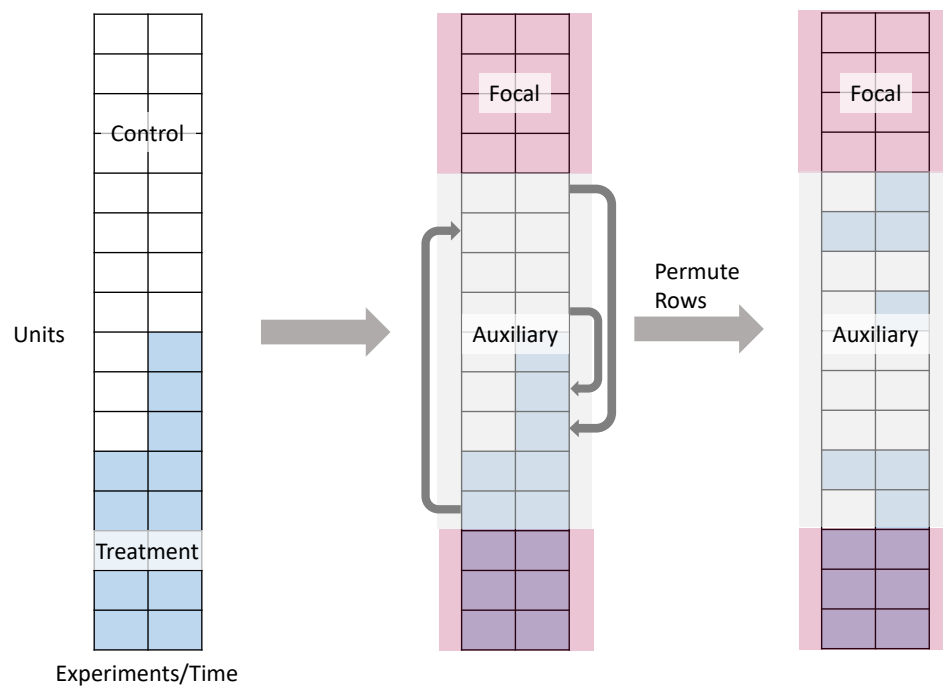 Focal
Focal
Control
Permute
Rows
Units
Auxiliary
Auxiliary
Treatment
Experiments/Time